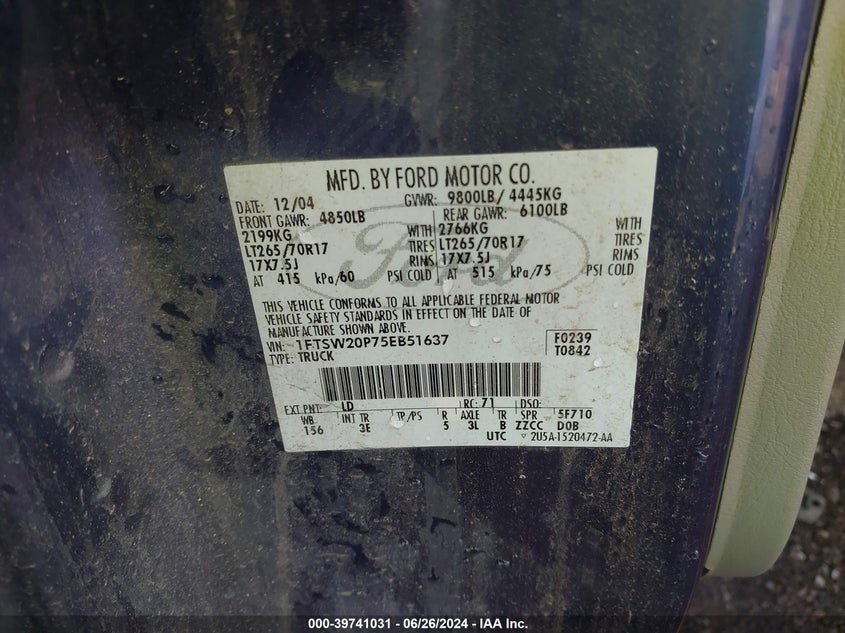 MFD. BY FORD MOTOR CO.
DATE: 12/04 GVWR: 9800LB/ 4445KG
FRONT GAWR: 4850LB REAR GAWR: 6100LB
2199KG WITH 2766KG WITH
LT265/70R17 TIRES LT265/70R17 TIRES
17X7.5J RIMS 17X7.5J RIMS
AT 415 kPa/60 PSI COLD AT 515 kPa/75 PSI COLD
THIS VEHICLE CONFORMS TO ALL APPLICABLE FEDERAL MOTOR
VEHICLE SAFETY STANDARDS IN EFFECT ON THE DATE OF
MANUFACTURE SHOWN ABOVE.
VIN: 1FTSW20P75EB51637 F0239
TYPE: TRUCK T0842
EXT PNT: LD RC: 71 DSO:
WB INT TR TP/PS R AXLE TR SPR 5F710
156 3E 5 3L B ZZCC DOB
UTC ▽ 2U5A-1520472-AA
Ford
000-39741031 / 06/26/2024 / IAA Inc.